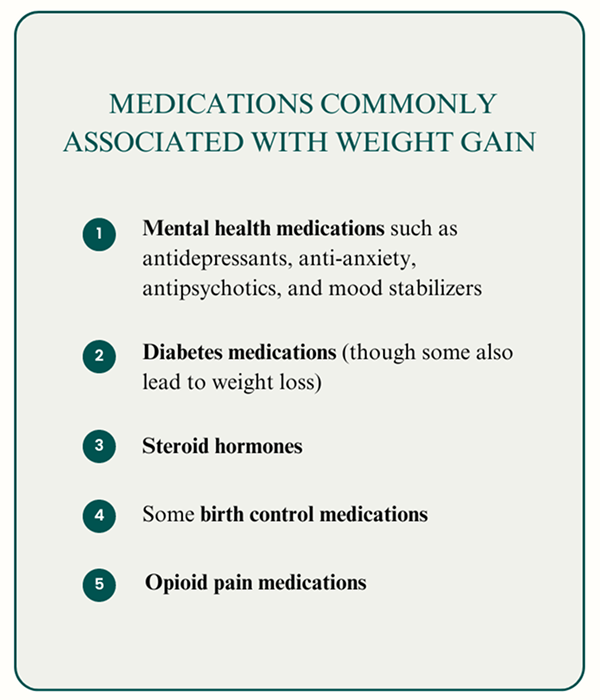 MEDICATIONS COMMONLY
ASSOCIATED WITH WEIGHT GAIN
1 Mental health medications such as
antidepressants, anti-anxiety,
antipsychotics, and mood stabilizers
2 Diabetes medications (though some also
lead to weight loss)
3 Steroid hormones
4 Some birth control medications
5 Opioid pain medications